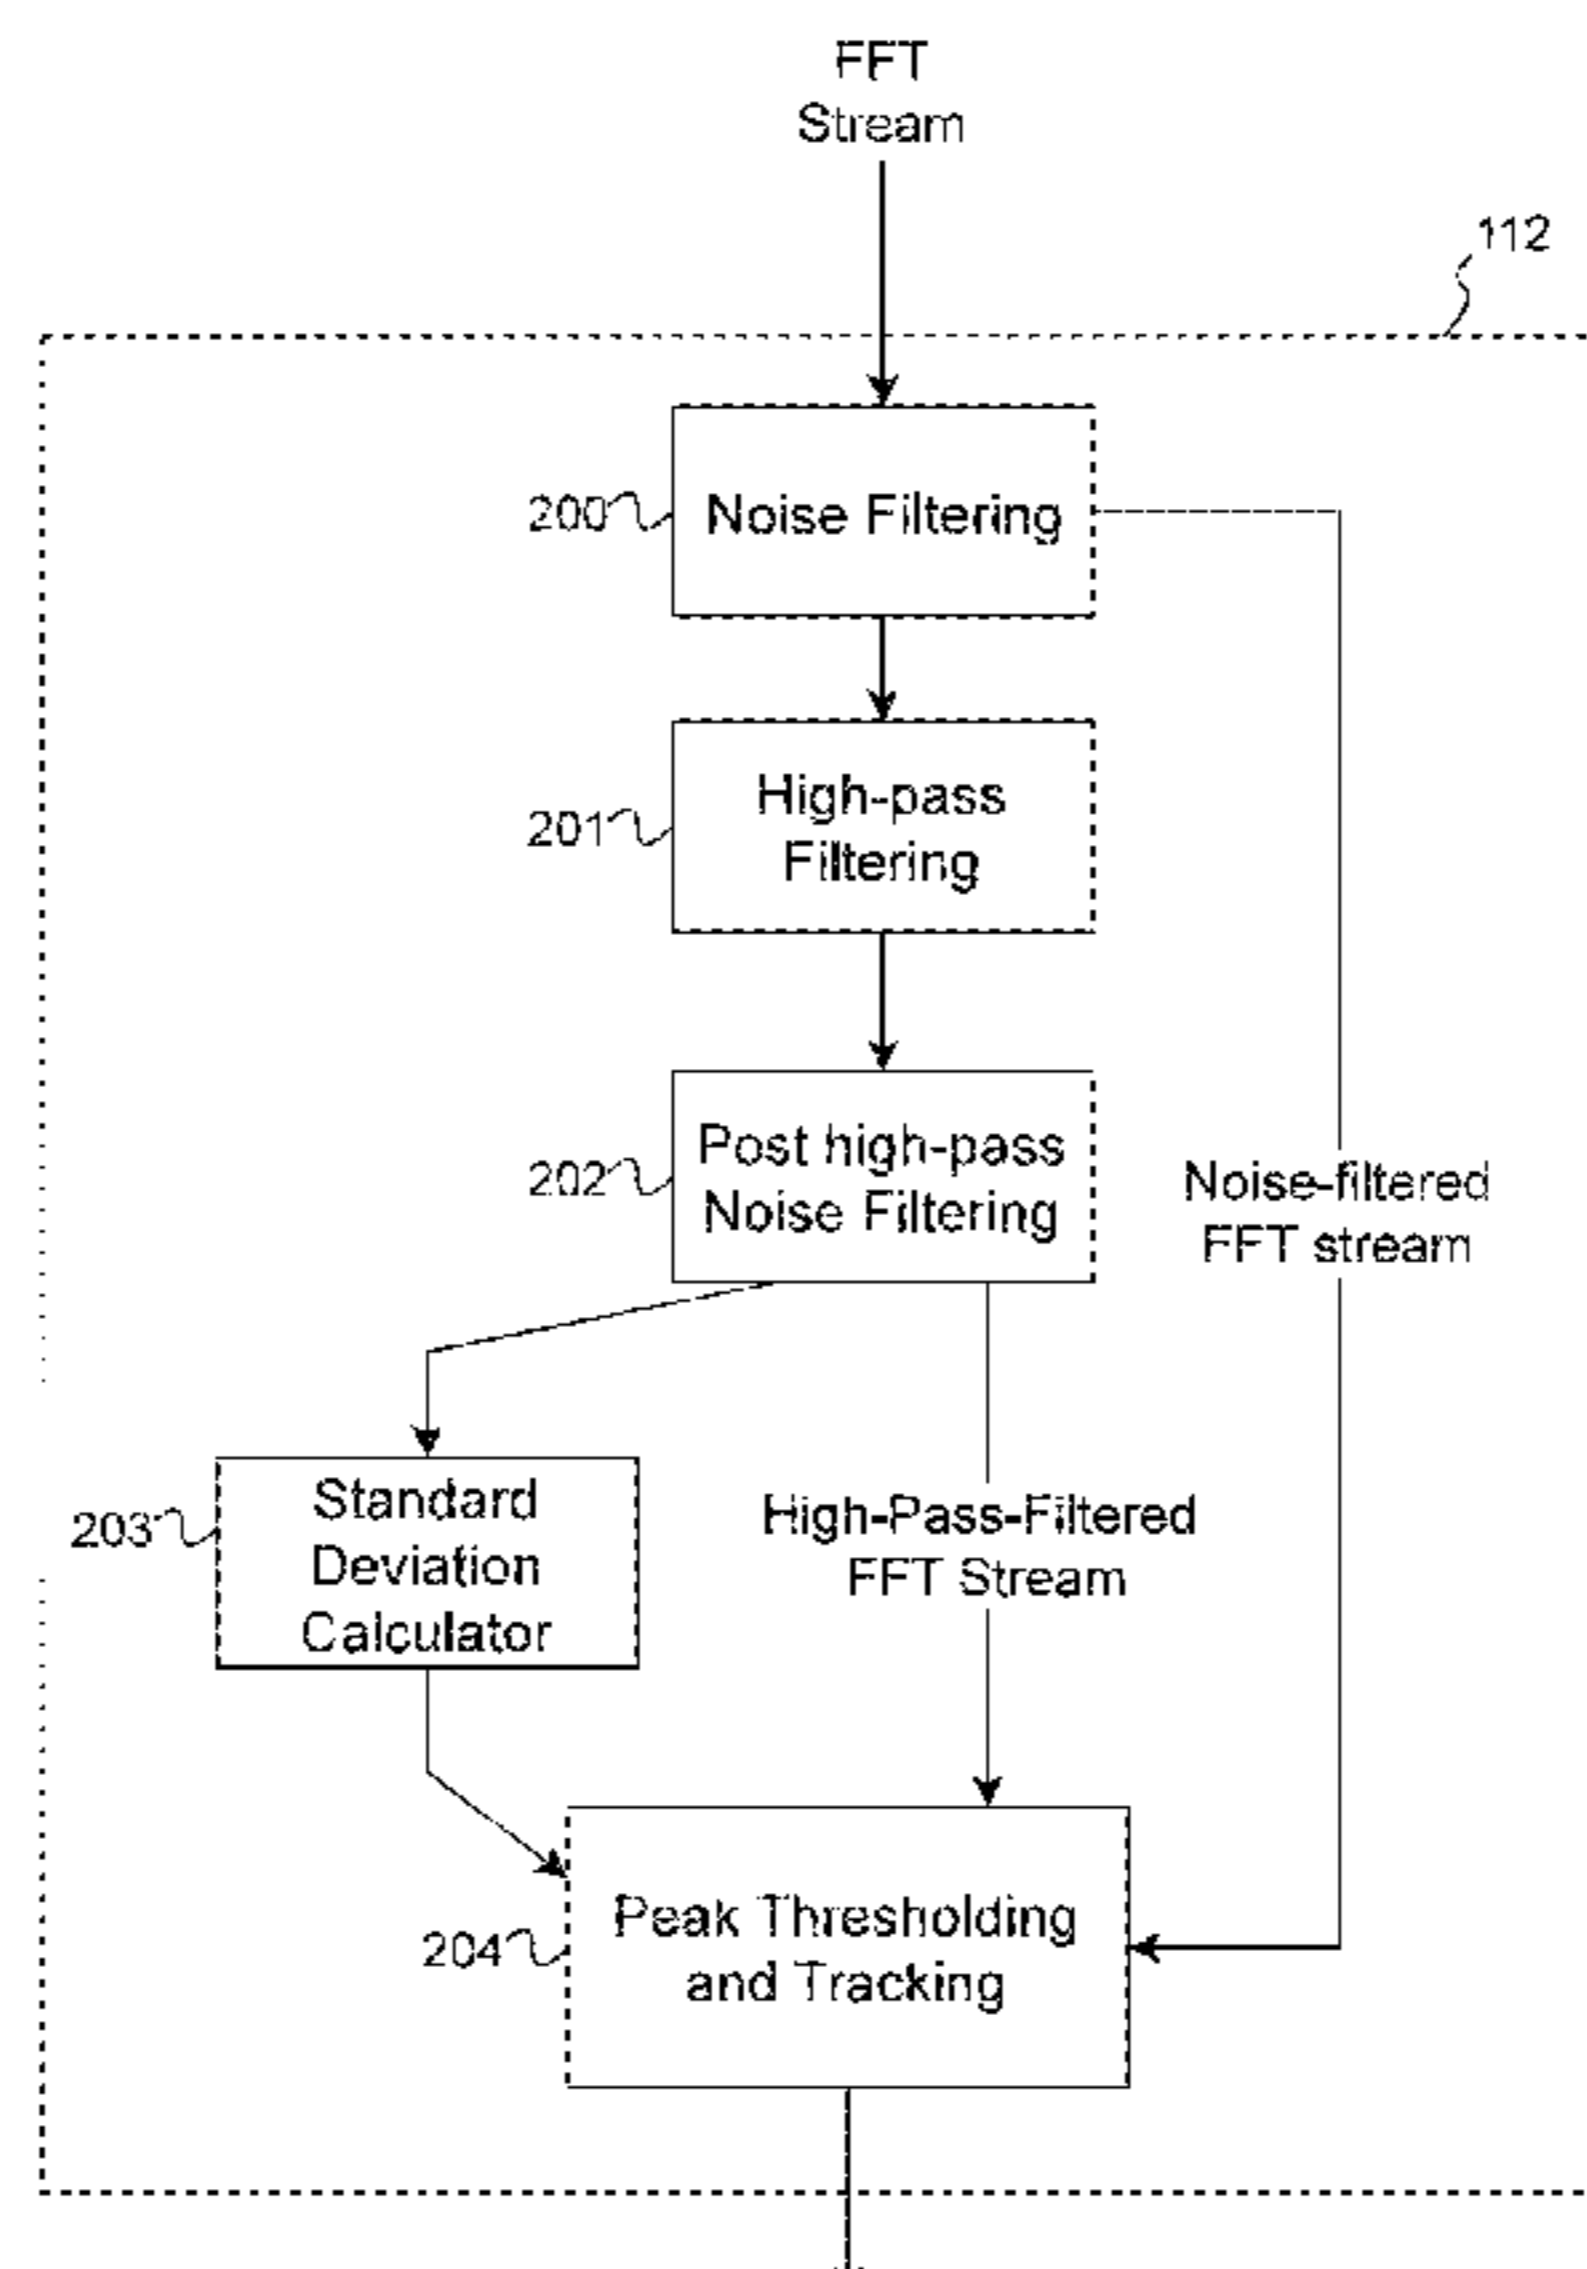 FFT
Stream
112
200
Noise Filtering
201
High-pass
Filtering
202
Post high-pass
Noise Filtering
Noise-filtered
FFT stream
203
Standard
Deviation
Calculator
High-Pass-Filtered
FFT Stream
204
Peak Thresholding
and Tracking